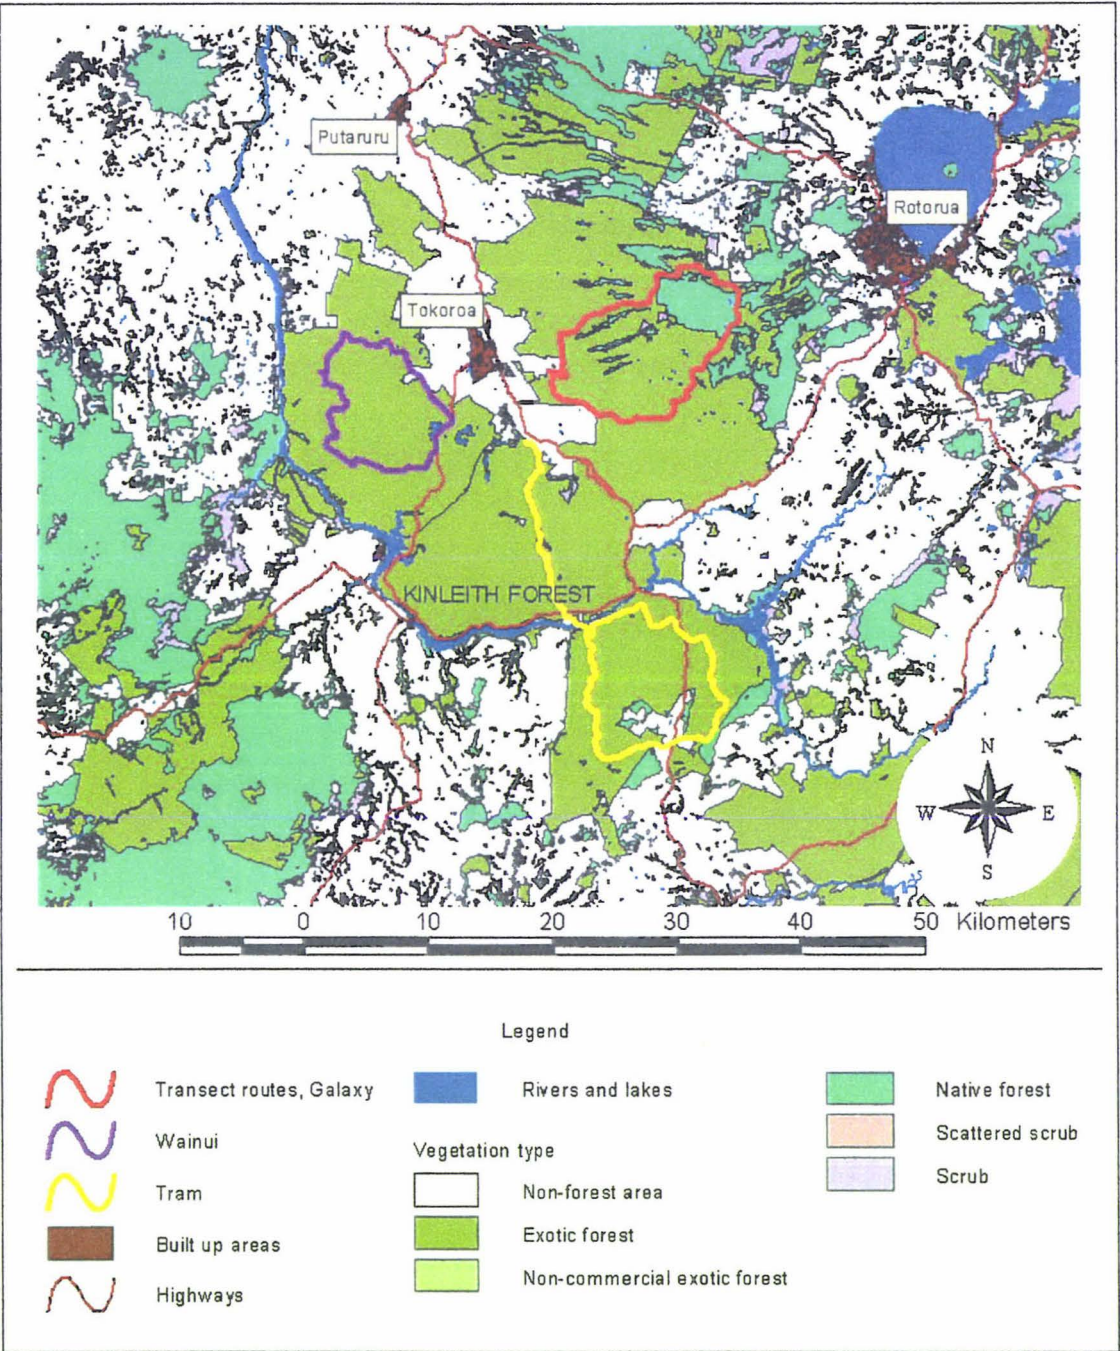 Putaruru
Rotorua
Tokoroa
KINLEITH FOREST
N
W E
S
10 0 10 20 30 40 50 Kilometers
Legend
Transect routes, Galaxy
Wainui
Tram
Built up areas
Highways
Rivers and lakes
Vegetation type
Non-forest area
Exotic forest
Non-commercial exotic forest
Native forest
Scattered scrub
Scrub